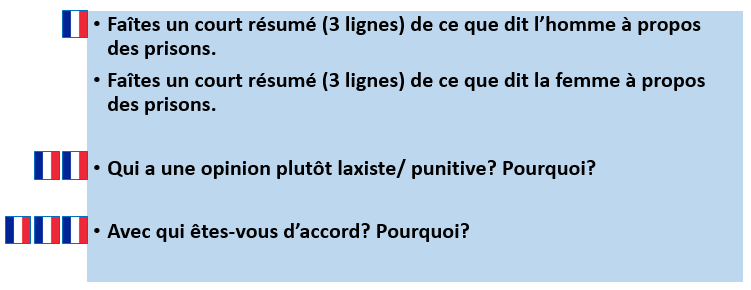 • Faîtes un court résumé (3 lignes) de ce que dit l'homme à propos
des prisons.
• Faîtes un court résumé (3 lignes) de ce que dit la femme à propos
des prisons.
• Qui a une opinion plutôt laxiste/ punitive? Pourquoi?
• Avec qui êtes-vous d'accord? Pourquoi?